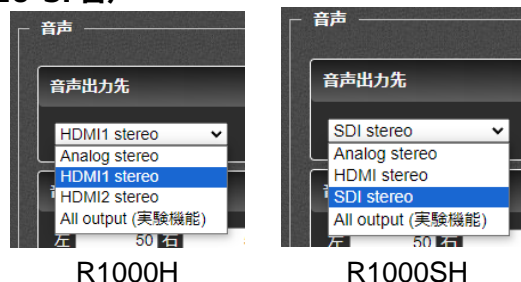 音声
音声出力先
HDMI1 stereo
Analog stereo
HDMI1 stereo
HDMI2 stereo
All output (実験機能)
左 50 右
R1000H
音声
音声出力先
SDI stereo
Analog stereo
HDMI stereo
SDI stereo
All output (実験機能)
左 50 右
R1000SH